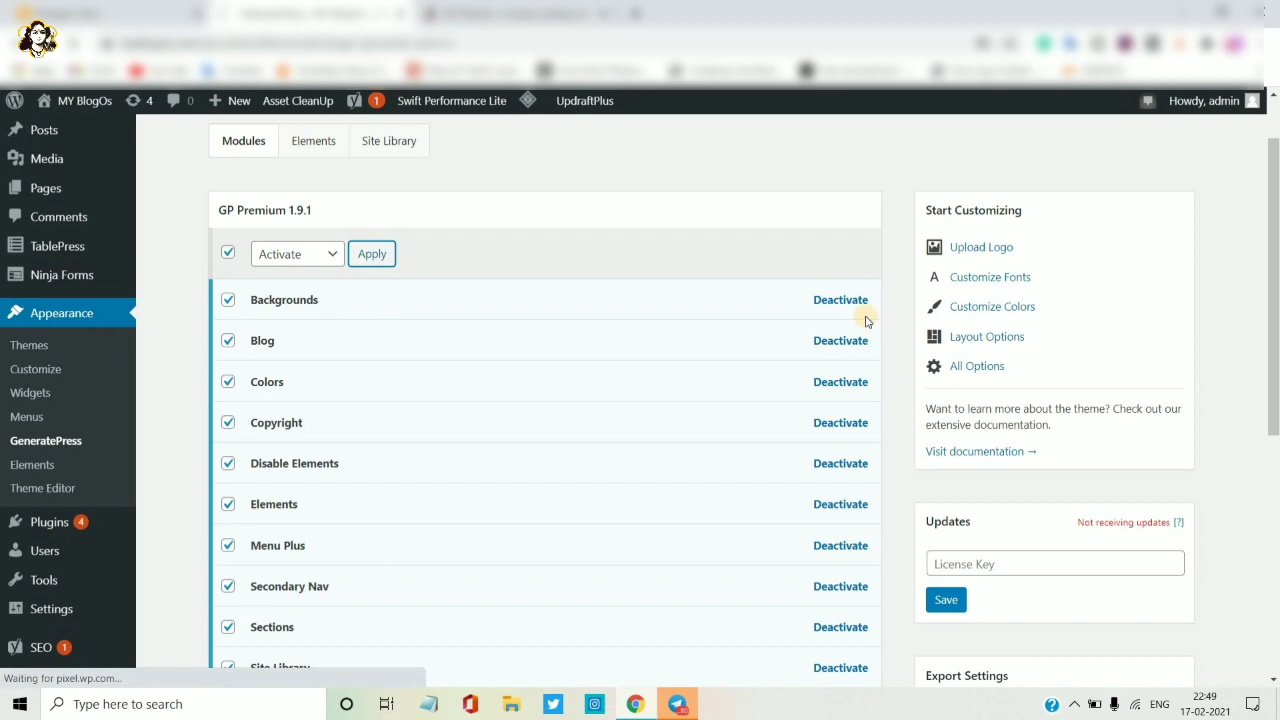 MY BlogOs 4 0 New Asset CleanUp 1 Swift Performance Lite UpdraftPlus Howdy, admin
Posts
Media
Pages
Comments
TablePress
Ninja Forms
Appearance
Themes
Customize
Widgets
Menus
GeneratePress
Elements
Theme Editor
Plugins 4
Users
Tools
Settings
SEO 1
Modules Elements Site Library
GP Premium 1.9.1
Activate Apply
Backgrounds Deactivate
Blog Deactivate
Colors Deactivate
Copyright Deactivate
Disable Elements Deactivate
Elements Deactivate
Menu Plus Deactivate
Secondary Nav Deactivate
Sections Deactivate
Site Library Deactivate
Start Customizing
Upload Logo
A Customize Fonts
Customize Colors
Layout Options
All Options
Want to learn more about the theme? Check out our
extensive documentation.
Visit documentation →
Updates Not receiving updates [?]
License Key
Save
Export Settings
Waiting for pixel.wp.com...
Type here to search
ENG
22:49
17-02-2021